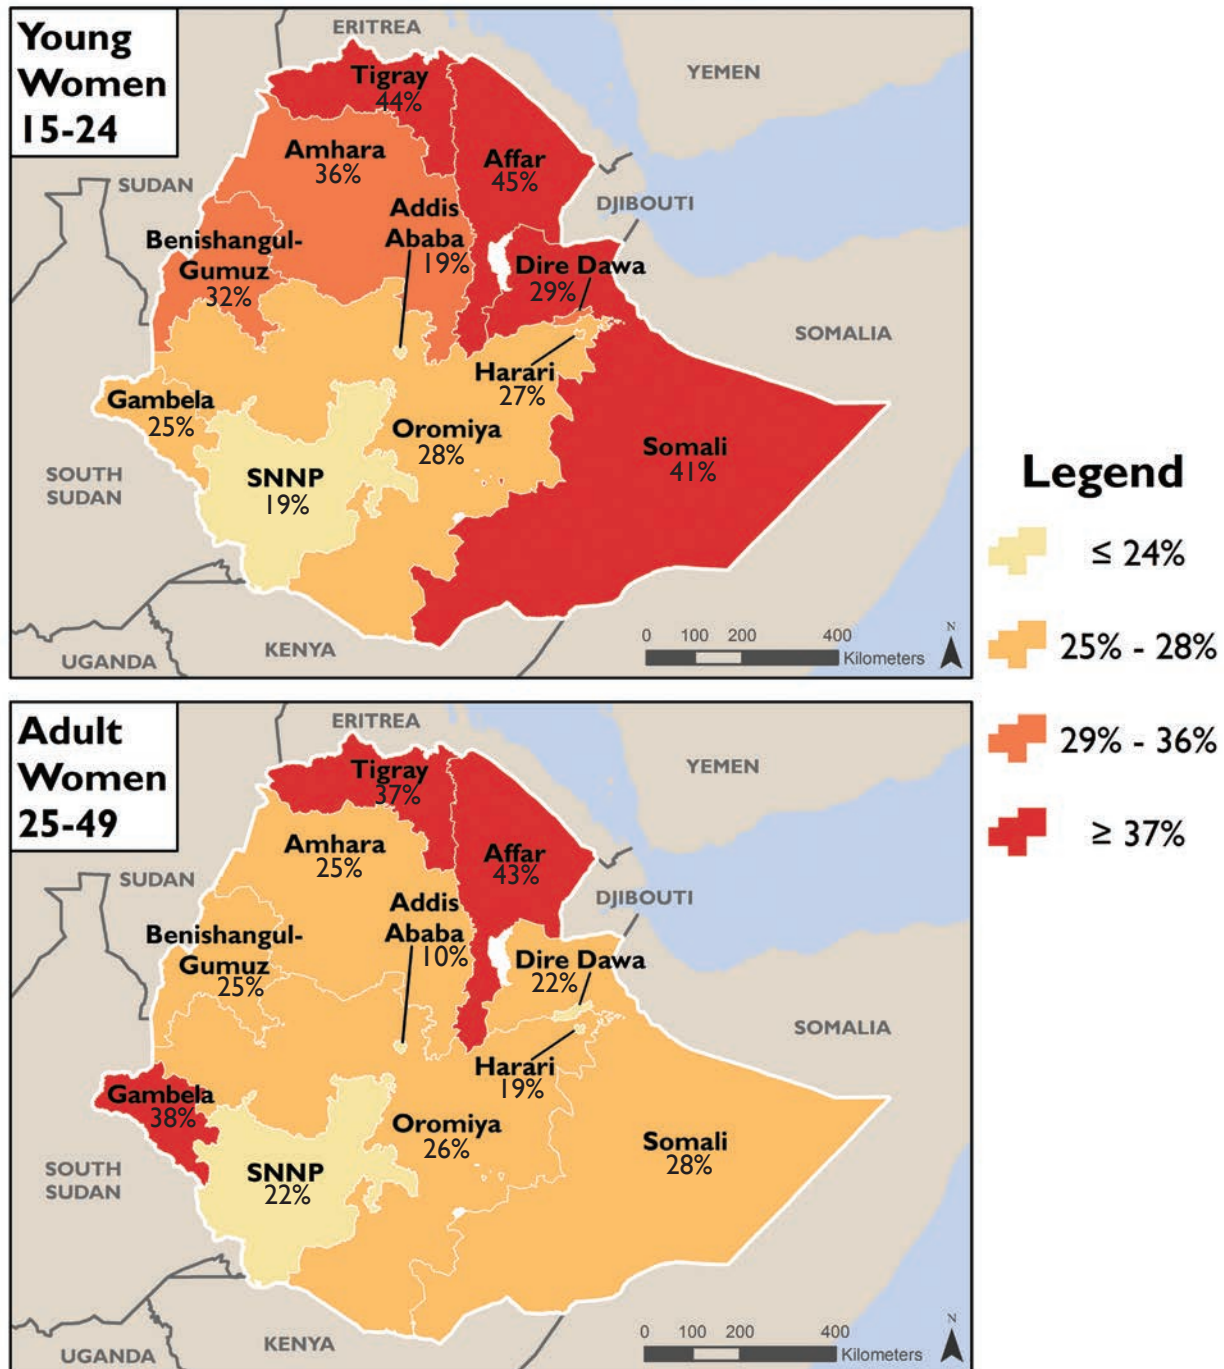 Young
Women
15-24
ERITREA
YEMEN
Tigray
44%
Amhara
36%
Affar
45%
SUDAN
DJIBOUTI
Addis
Ababa
19%
Benishangul-
Gumuz
32%
Dire Dawa
29%
SOMALIA
Harari
27%
Gambela
25%
Oromiya
28%
Somali
41%
SOUTH
SUDAN
SNNP
19%
KENYA
UGANDA
0 100 200 400
Kilometers
N
Legend
≤ 24%
25% - 28%
29% - 36%
≥ 37%
Adult
Women
25-49
ERITREA
YEMEN
Tigray
37%
Amhara
25%
Affar
43%
SUDAN
DJIBOUTI
Addis
Ababa
10%
Benishangul-
Gumuz
25%
Dire Dawa
22%
SOMALIA
Harari
19%
Gambela
38%
Oromiya
26%
Somali
28%
SOUTH
SUDAN
SNNP
22%
KENYA
UGANDA
0 100 200 400
Kilometers
N